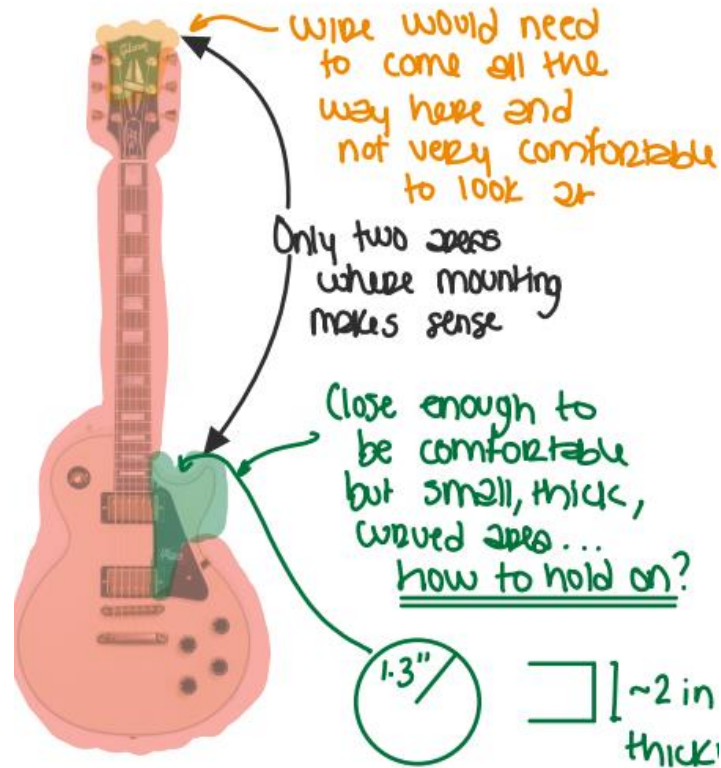 Gibson
wire would need
to come all the
way here and
not very comfortable
to look at
Only two areas
where mounting
makes sense
Close enough to
be comfortable
but small, thick,
curved area...
how to hold on?
1.3"
~2 in